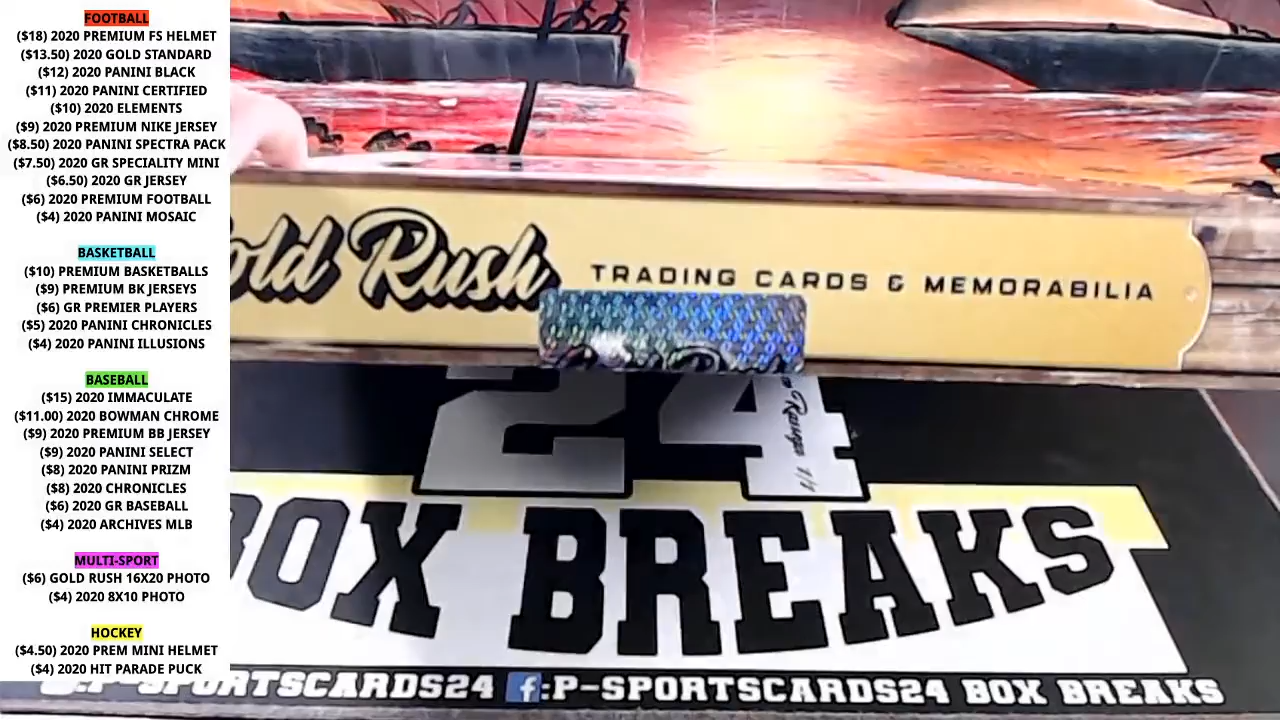 FOOTBALL
($18) 2020 PREMIUM FS HELMET
($13.50) 2020 GOLD STANDARD
($12) 2020 PANINI BLACK
($11) 2020 PANINI CERTIFIED
($10) 2020 ELEMENTS
($9) 2020 PREMIUM NIKE JERSEY
($8.50) 2020 PANINI SPECTRA PACK
($7.50) 2020 GR SPECIALITY MINI
($6.50) 2020 GR JERSEY
($6) 2020 PREMIUM FOOTBALL
($4) 2020 PANINI MOSAIC
BASKETBALL
($10) PREMIUM BASKETBALLS
($9) PREMIUM BK JERSEYS
($6) GR PREMIER PLAYERS
($5) 2020 PANINI CHRONICLES
($4) 2020 PANINI ILLUSIONS
BASEBALL
($15) 2020 IMMACULATE
($11.00) 2020 BOWMAN CHROME
($9) 2020 PREMIUM BB JERSEY
($9) 2020 PANINI SELECT
($8) 2020 PANINI PRIZM
($8) 2020 CHRONICLES
($6) 2020 GR BASEBALL
($4) 2020 ARCHIVES MLB
MULTI-SPORT
($6) GOLD RUSH 16X20 PHOTO
($4) 2020 8X10 PHOTO
HOCKEY
($4.50) 2020 PREM MINI HELMET
($4) 2020 HIT PARADE PUCK
old Rush TRADING CARDS & MEMORABILIA
24
BOX BREAKS
:P-SPORTSCARDS24 f:P-SPORTSCARDS24 BOX BREAKS